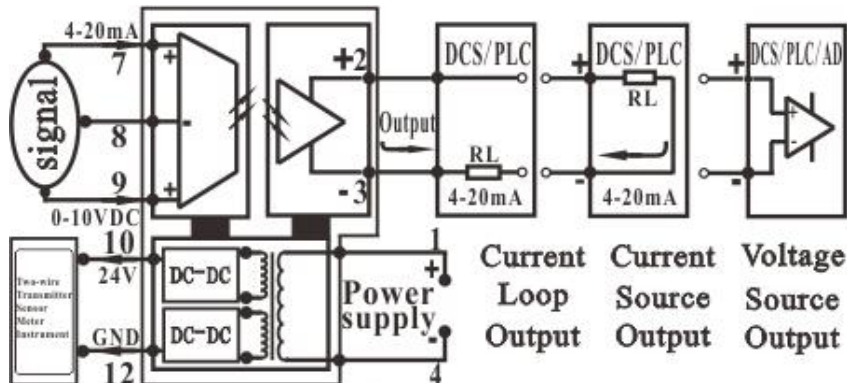 4-20mA
7
+
signal
8
-
9
+
0-10VDC
10
24V
DC-DC
DC-DC
GND
12
Two-wire
Transmitter
Sensor
Meter
Instrument
+2
-3
Output
DCS/PLC
RL
4-20mA
+
DCS/PLC
RL
-
4-20mA
+
DCS/PLC/AD
+
-
-
1
+
Power
supply
-
4
Current
Loop
Output
Current
Source
Output
Voltage
Source
Output